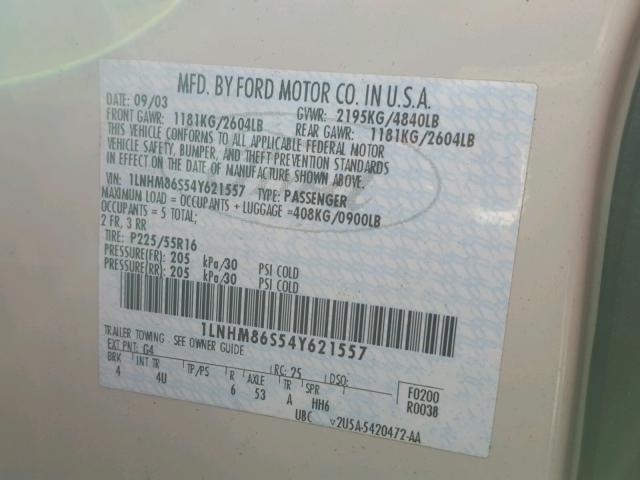 MFD. BY FORD MOTOR CO. IN U.S.A.
DATE: 09/03 GVWR: 2195KG/4840LB
FRONT GAWR: 1181KG/2604LB REAR GAWR: 1181KG/2604LB
THIS VEHICLE CONFORMS TO ALL APPLICABLE FEDERAL MOTOR
VEHICLE SAFETY, BUMPER, AND THEFT PREVENTION STANDARDS
IN EFFECT ON THE DATE OF MANUFACTURE SHOWN ABOVE.
VIN: 1LNHM86S54Y621557 TYPE: PASSENGER
MAXIMUM LOAD = OCCUPANTS + LUGGAGE = 408KG/0900LB
OCCUPANTS = 5 TOTAL;
2 FR, 3 RR
TIRE: P225/55R16
PRESSURE(FR) 205 kPa/30 PSI COLD
PRESSURE(RR) 205 kPa/30 PSI COLD
1LNHM86S54Y621557
TRAILER TOWING - SEE OWNER GUIDE
EXT PNT: G4 RC: 25 DSO:
BRK INT TR TP/PS R AXLE TR SPR F0200
4 4U 6 53 A HH6 R0038
UBC v2U5A-5420472-AA